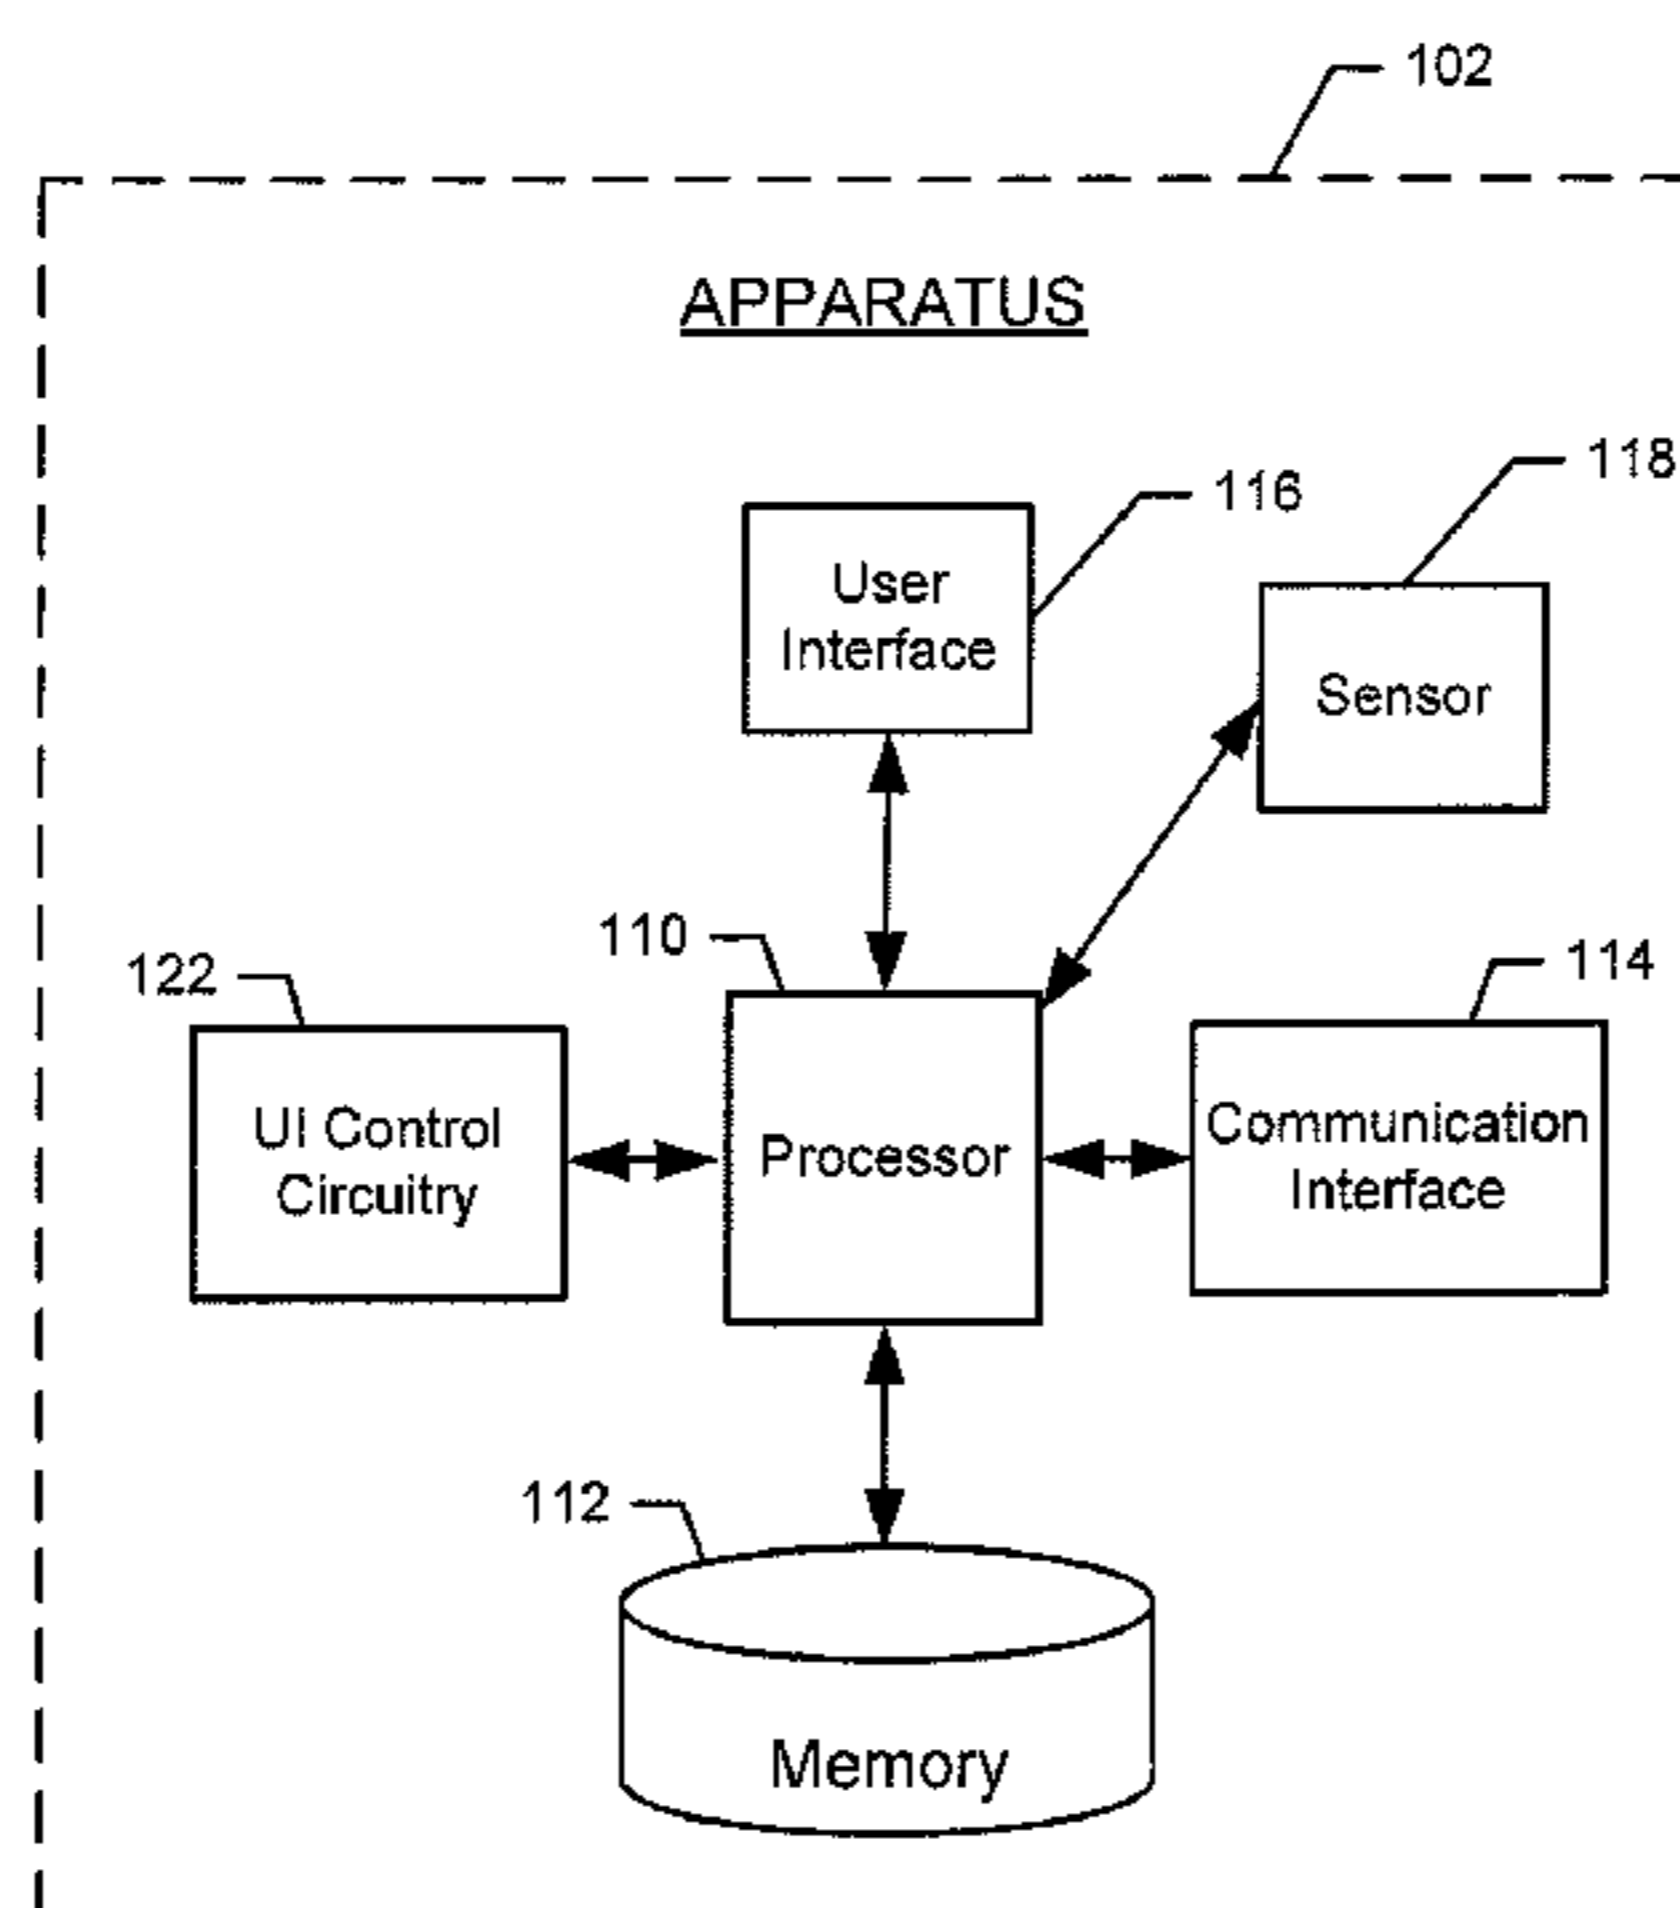 102
APPARATUS
118
116
User
Interface
Sensor
110
122
114
UI Control
Circuitry
Processor
Communication
Interface
112
Memory